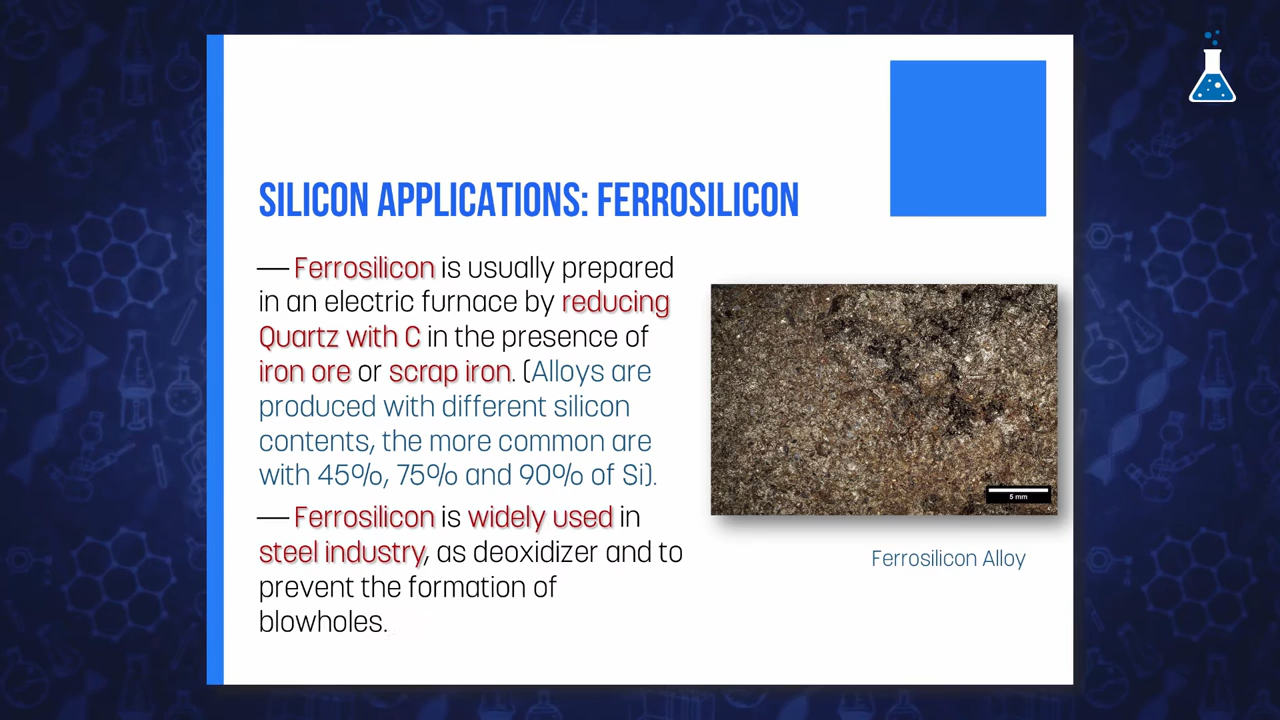 SILICON APPLICATIONS: FERROSILICON
— Ferrosilicon is usually prepared
in an electric furnace by reducing
Quartz with C in the presence of
iron ore or scrap iron. (Alloys are
produced with different silicon
contents, the more common are
with 45%, 75% and 90% of Si).
— Ferrosilicon is widely used in
steel industry, as deoxidizer and to
prevent the formation of
blowholes.
5 mm
Ferrosilicon Alloy